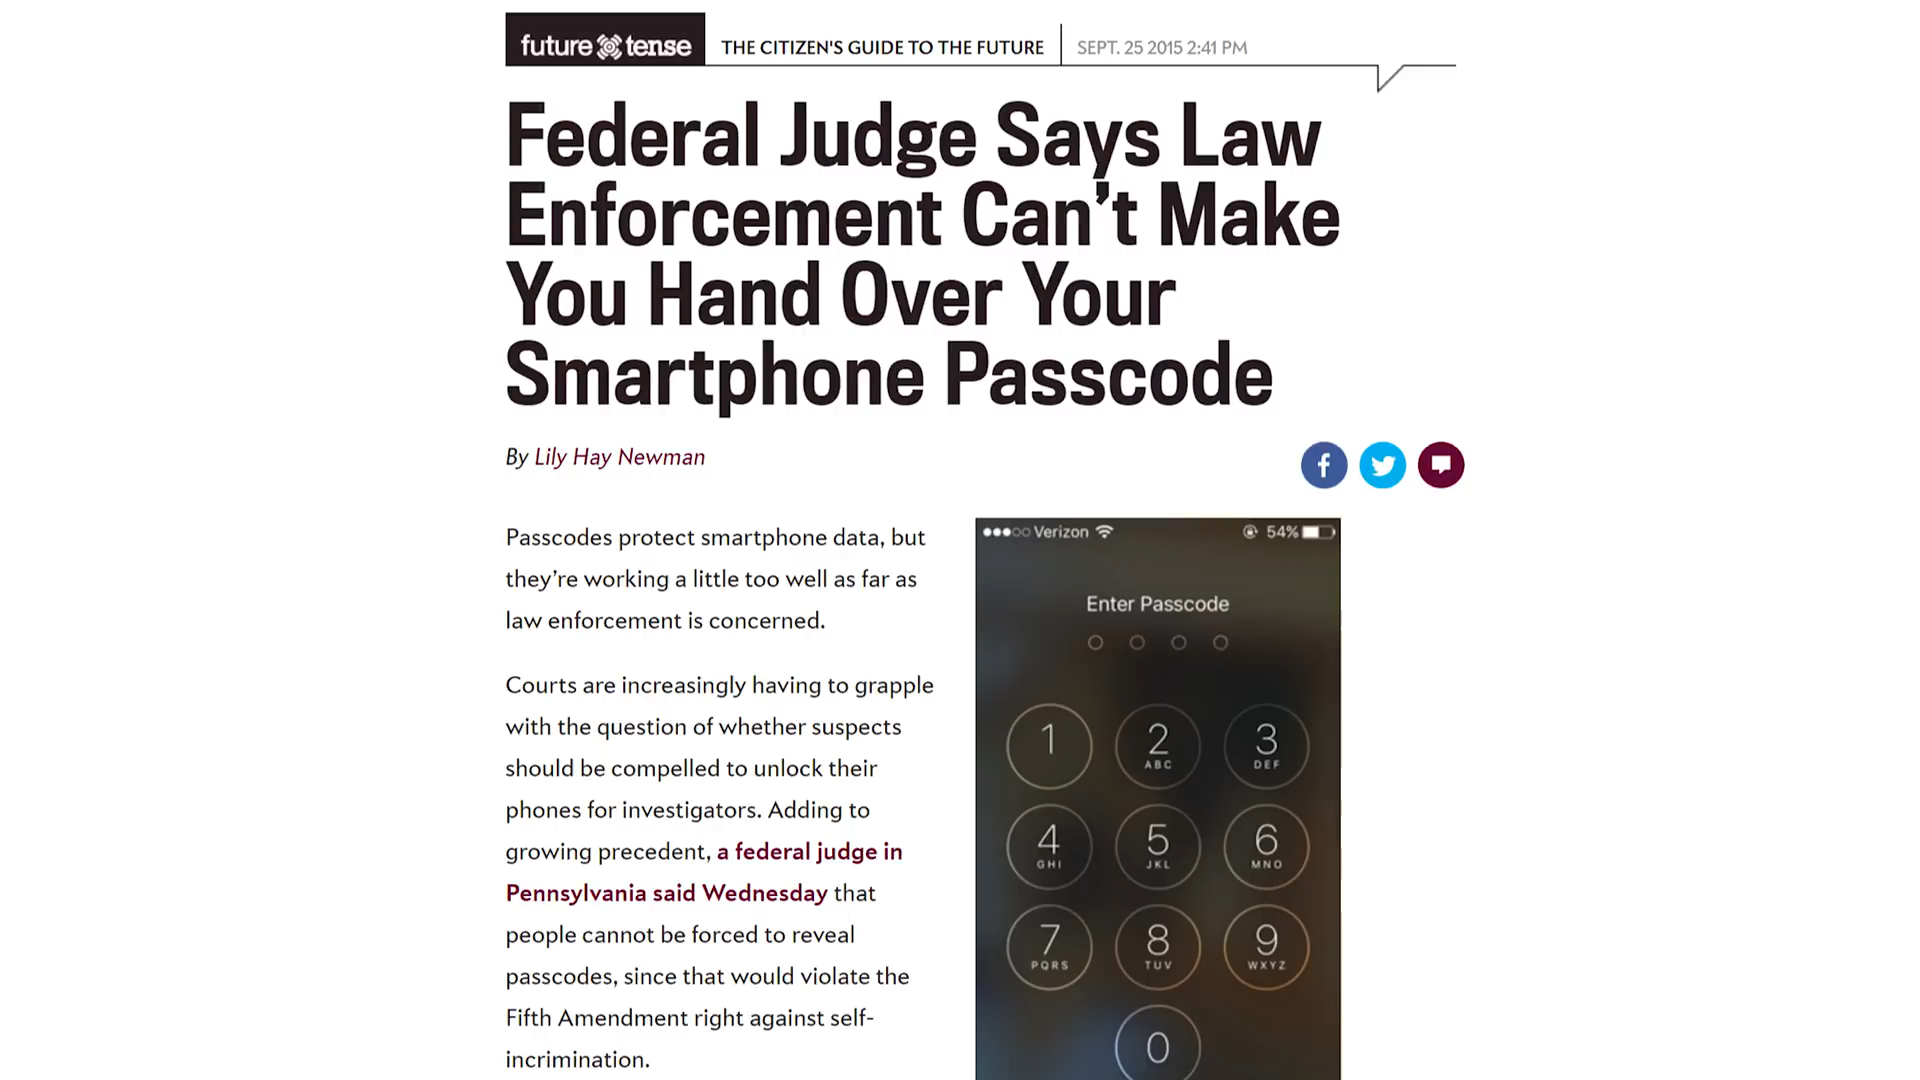 future tense THE CITIZEN'S GUIDE TO THE FUTURE SEPT. 25 2015 2:41 PM
Federal Judge Says Law
Enforcement Can’t Make
You Hand Over Your
Smartphone Passcode
By Lily Hay Newman
f
Passcodes protect smartphone data, but
they’re working a little too well as far as
law enforcement is concerned.
Courts are increasingly having to grapple
with the question of whether suspects
should be compelled to unlock their
phones for investigators. Adding to
growing precedent, a federal judge in
Pennsylvania said Wednesday that
people cannot be forced to reveal
passcodes, since that would violate the
Fifth Amendment right against self-
incrimination.
Verizon 54%
Enter Passcode
1 2 3
ABC DEF
4 5 6
GHI JKL MNO
7 8 9
PQRS TUV WXYZ
0